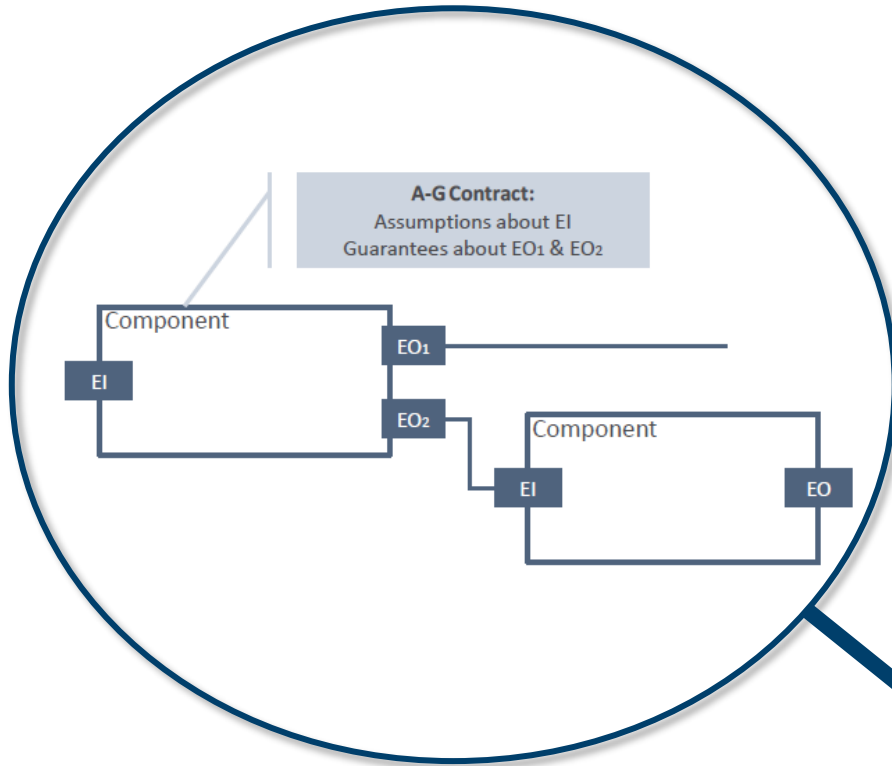 A-G Contract:
Assumptions about EI
Guarantees about EO₁ & EO₂
Component
EO₁
EI
EO₂
Component
EI
EO